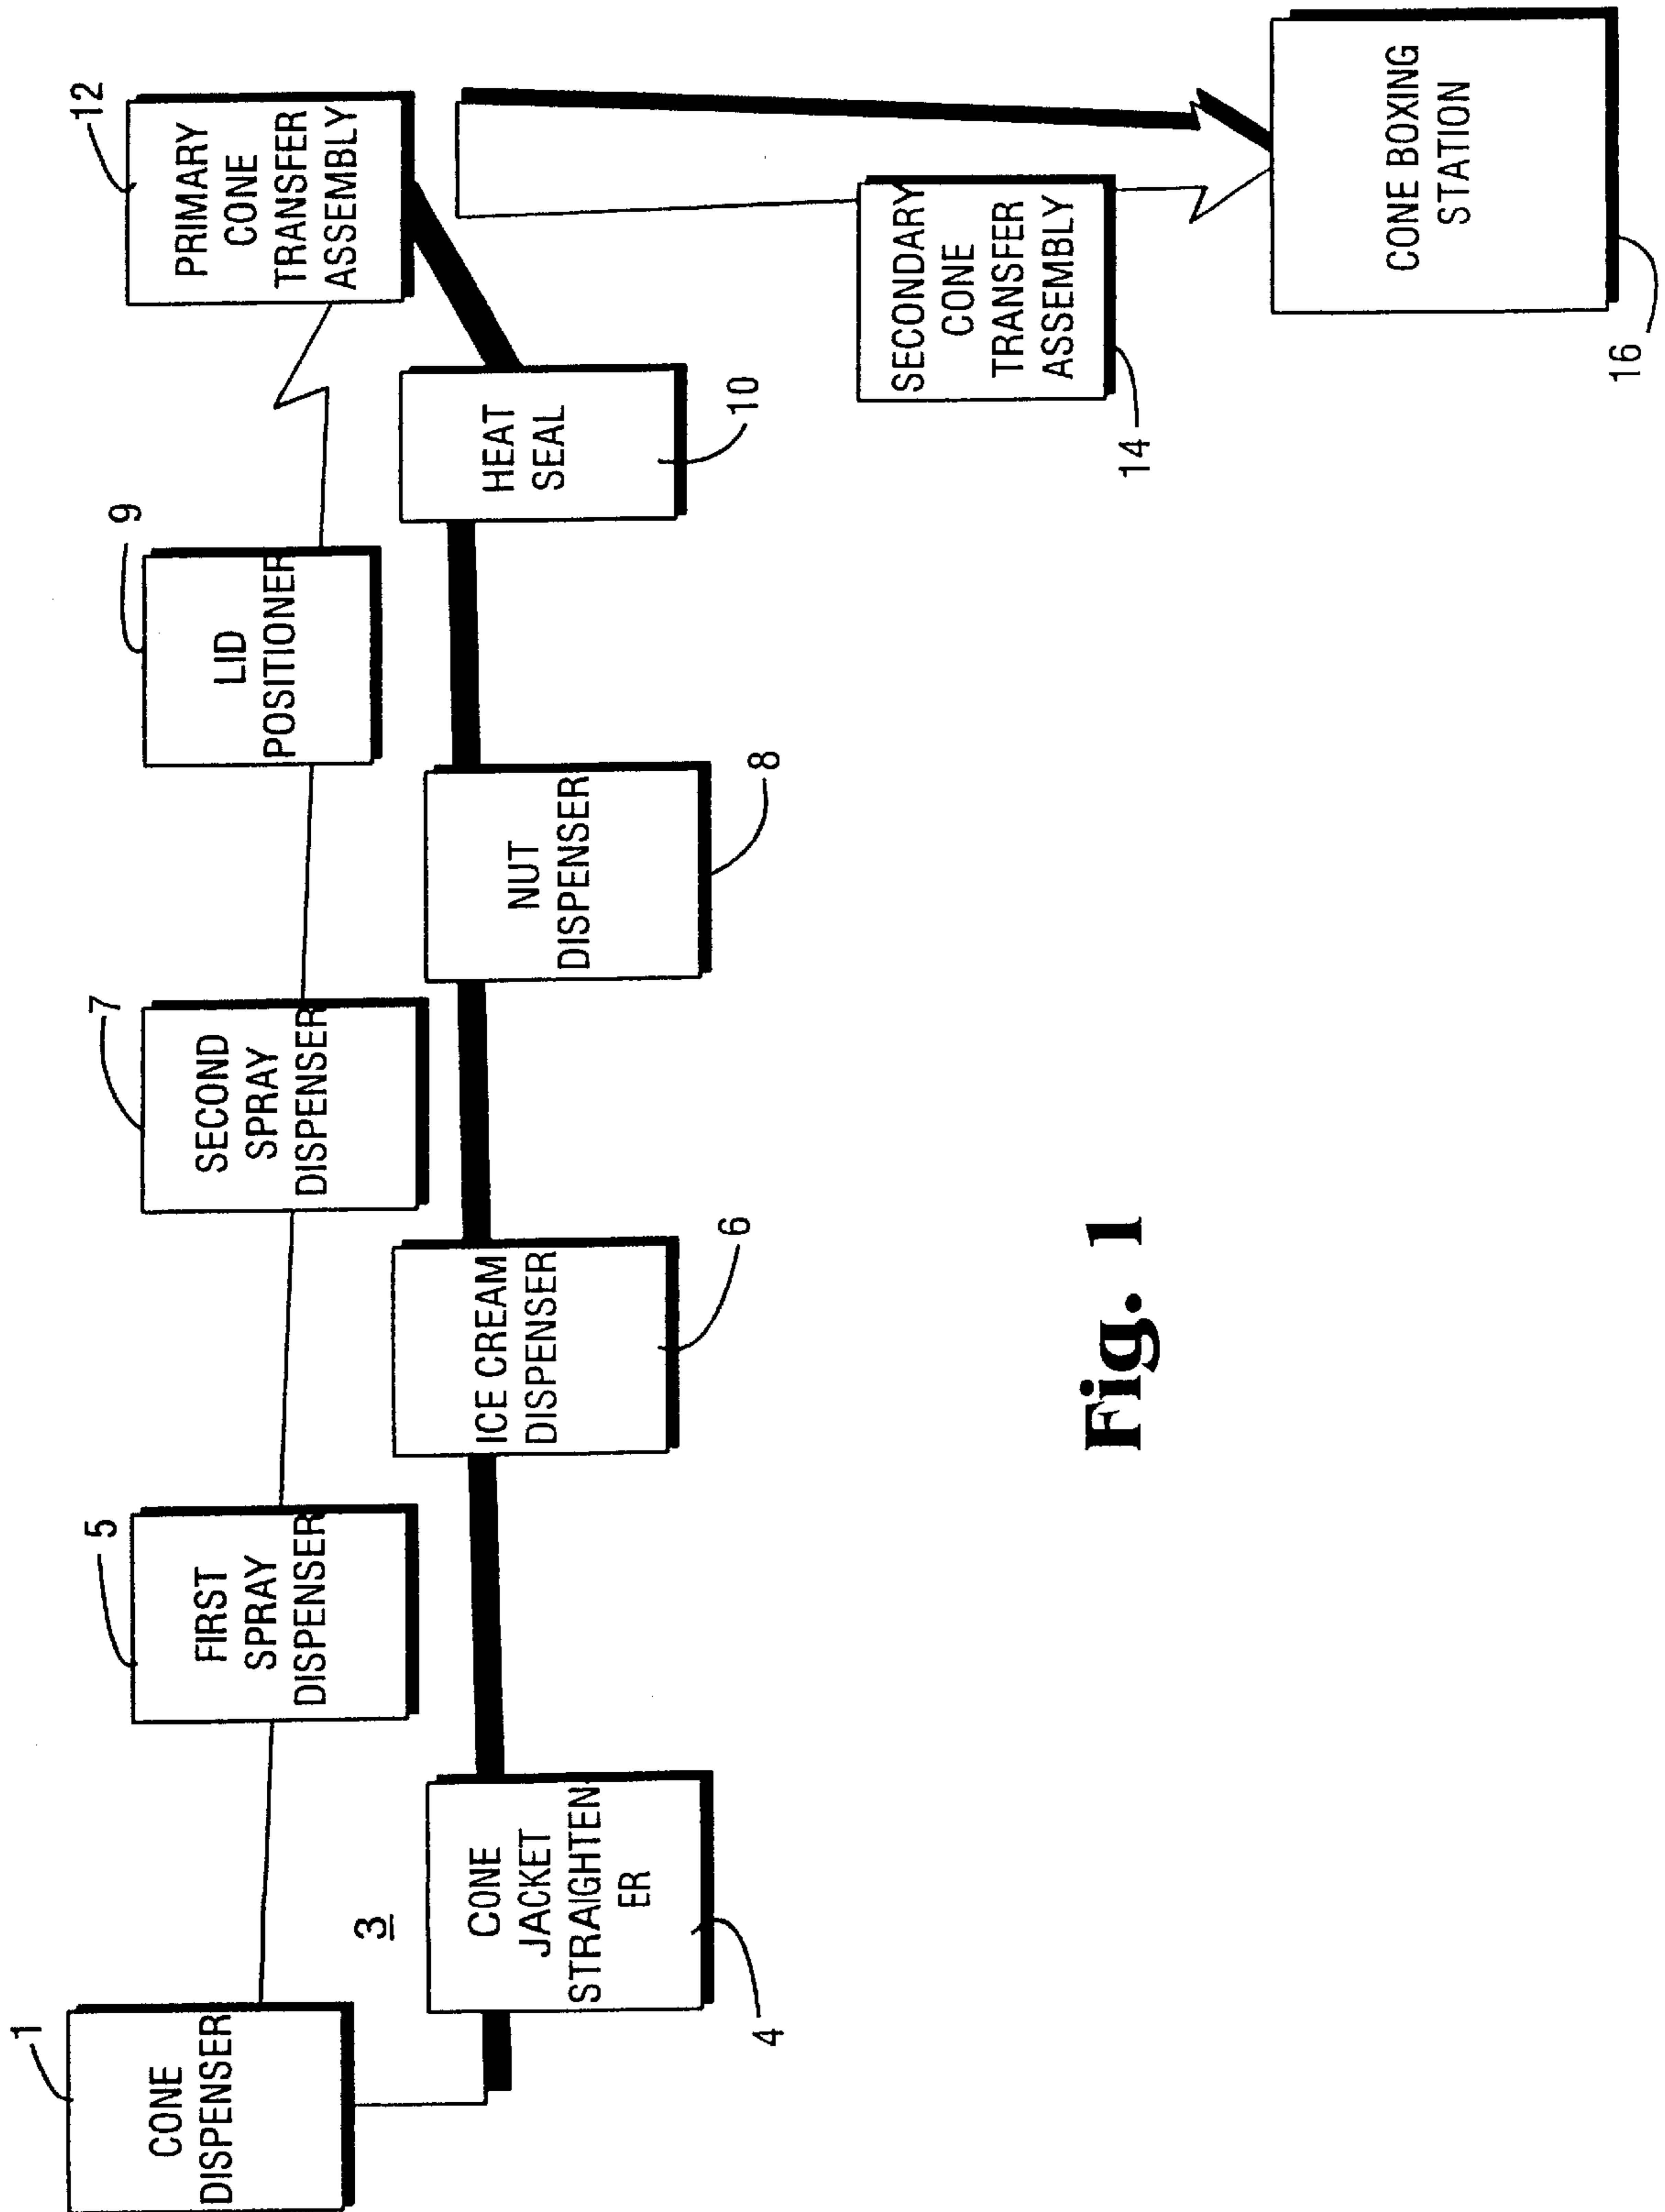 1
CONE
DISPENSER
3
CONE
JACKET
STRAIGHTEN
ER
4
5
FIRST
SPRAY
DISPENSER
ICE CREAM
DISPENSER
6
7
SECOND
SPRAY
DISPENSER
NUT
DISPENSER
8
9
LID
POSITIONER
HEAT
SEAL
10
12
PRIMARY
CONE
TRANSFER
ASSEMBLY
SECONDARY
CONE
TRANSFER
ASSEMBLY
14
CONE BOXING
STATION
16
Fig. 1